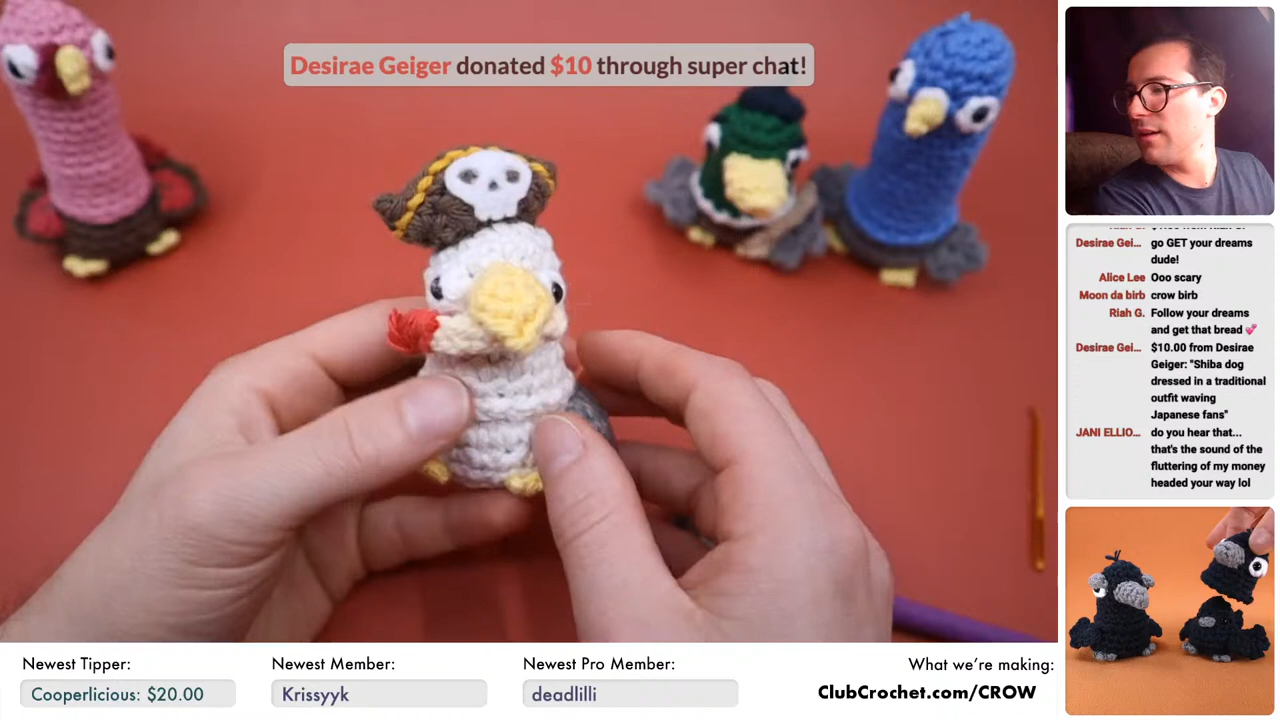 Desirae Geiger donated $10 through super chat!
Desirae Gei... go GET your dreams
dude!
Alice Lee Ooo scary
Moon da birb crow birb
Riah G. Follow your dreams
and get that bread 💕
Desirae Gei... $10.00 from Desirae
Geiger: "Shiba dog
dressed in a traditional
outfit waving
Japanese fans"
JANI ELLIO... do you hear that...
that's the sound of the
fluttering of my money
headed your way lol
Newest Tipper:
Cooperlicious: $20.00
Newest Member:
Krissyyk
Newest Pro Member:
deadlilli
What we're making:
ClubCrochet.com/CROW